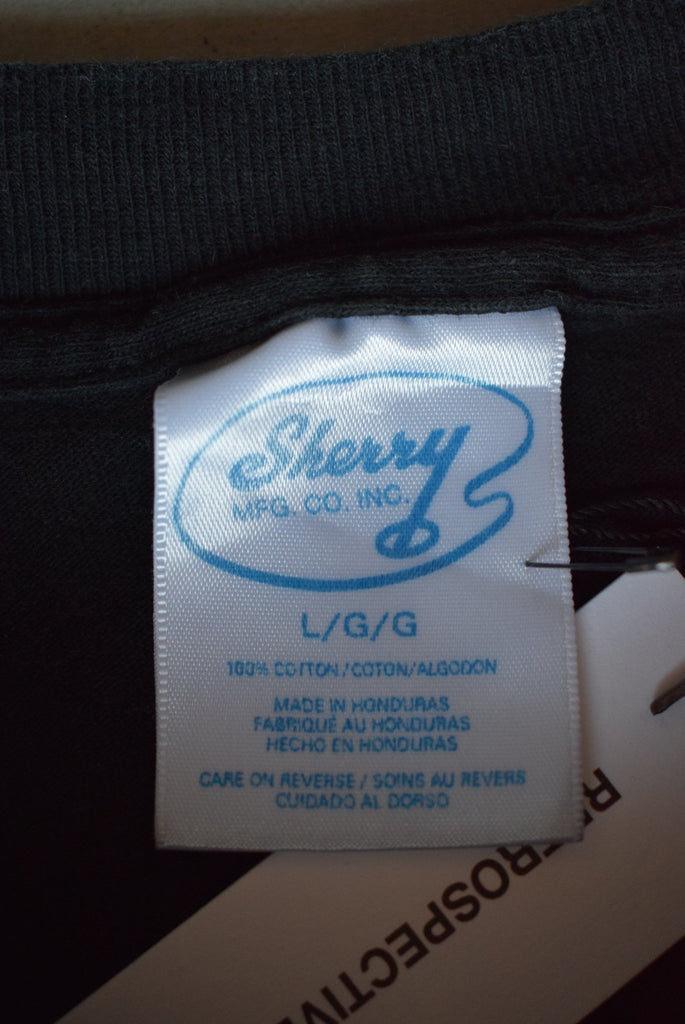 Sherry
MFG. CO. INC.
L/G/G
100% COTTON/COTON/ALGODON
MADE IN HONDURAS
FABRIQUÉ AU HONDURAS
HECHO EN HONDURAS
CARE ON REVERSE / SOINS AU REVERS
CUIDADO AL DORSO